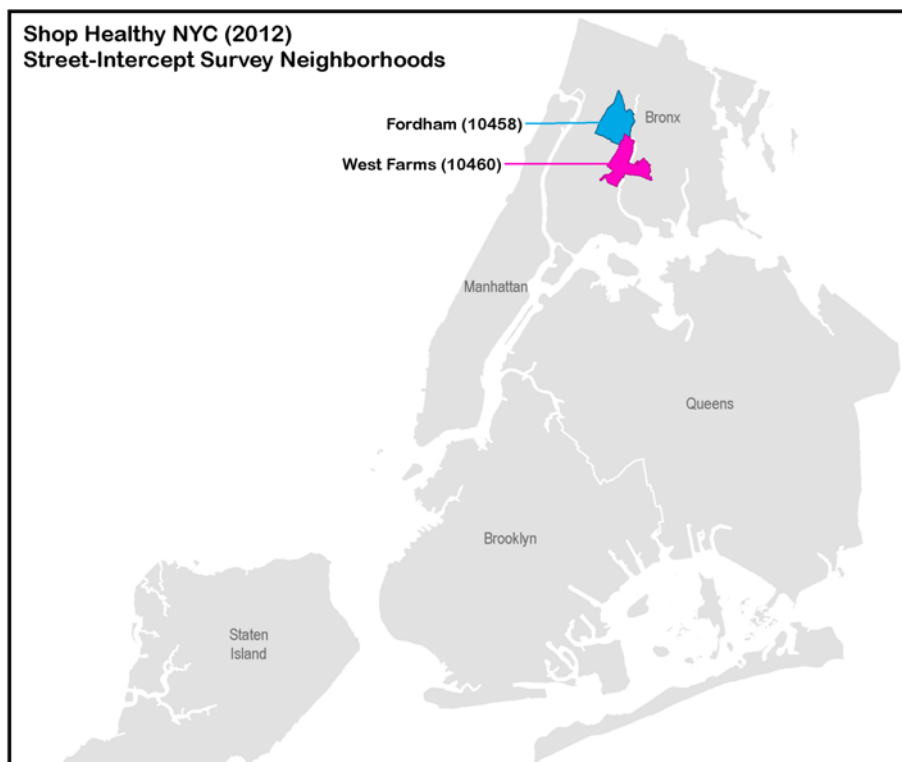 Shop Healthy NYC (2012)
Street-Intercept Survey Neighborhoods
Fordham (10458)
Bronx
West Farms (10460)
Manhattan
Queens
Brooklyn
Staten
Island